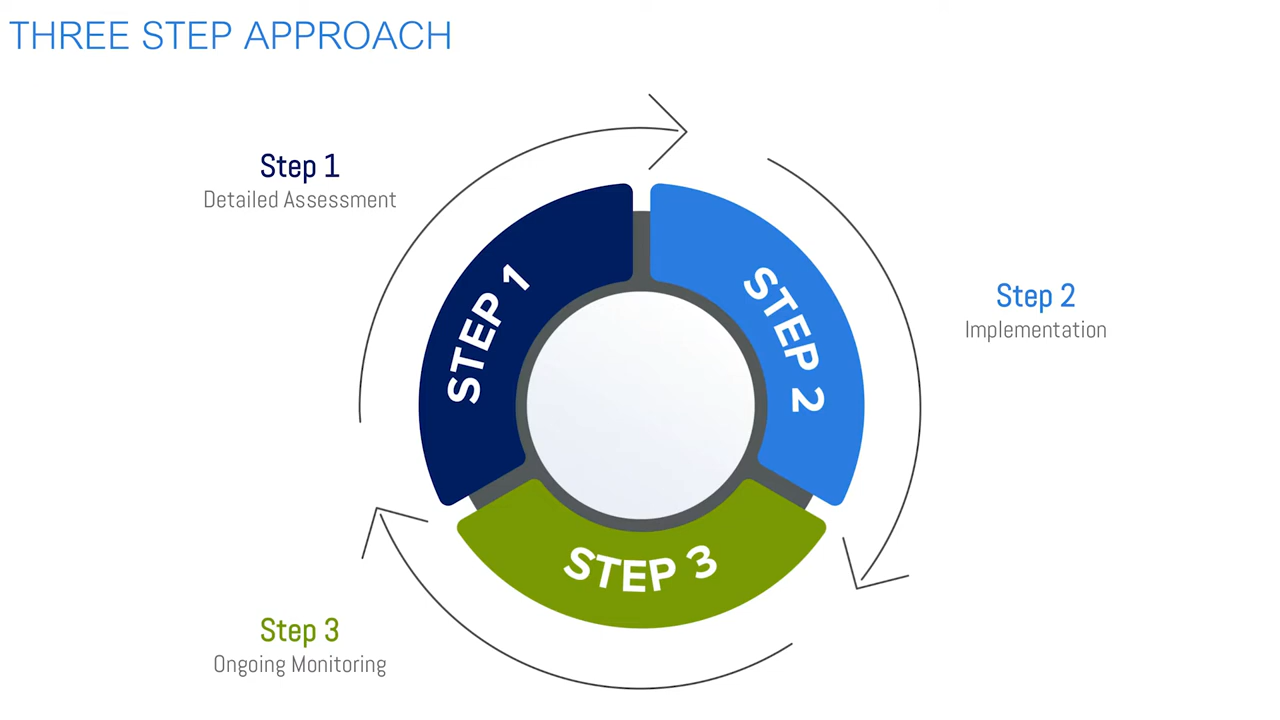 THREE STEP APPROACH
Step 1
Detailed Assessment
STEP 1
STEP 2
Step 2
Implementation
STEP 3
Step 3
Ongoing Monitoring